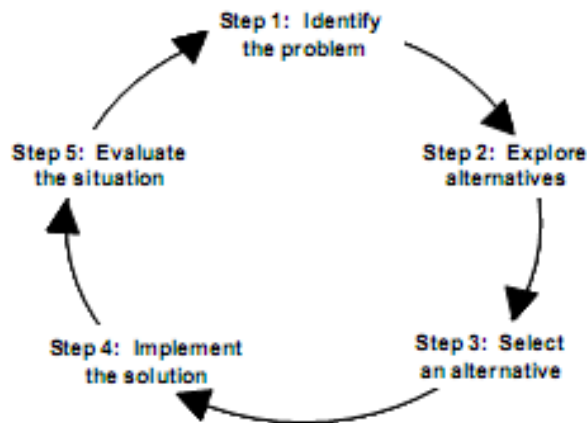 Step 1: Identify
the problem
Step 2: Explore
alternatives
Step 3: Select
an alternative
Step 4: Implement
the solution
Step 5: Evaluate
the situation